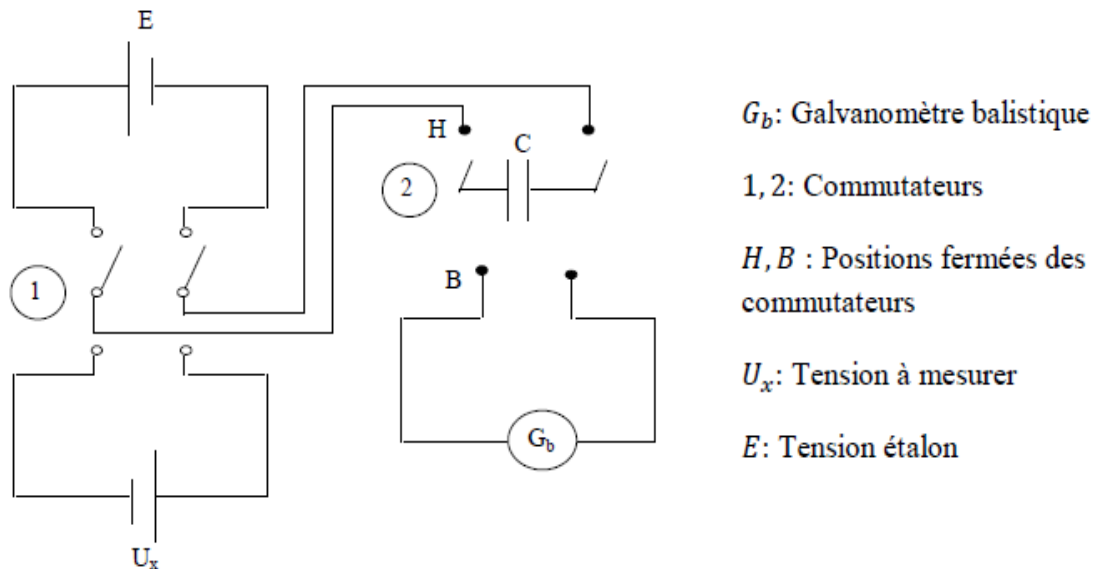 E
H
C
2
1
B
G_b
U_x
G_b: Galvanomètre balistique
1, 2: Commutateurs
H, B : Positions fermées des
commutateurs
U_x: Tension à mesurer
E: Tension étalon